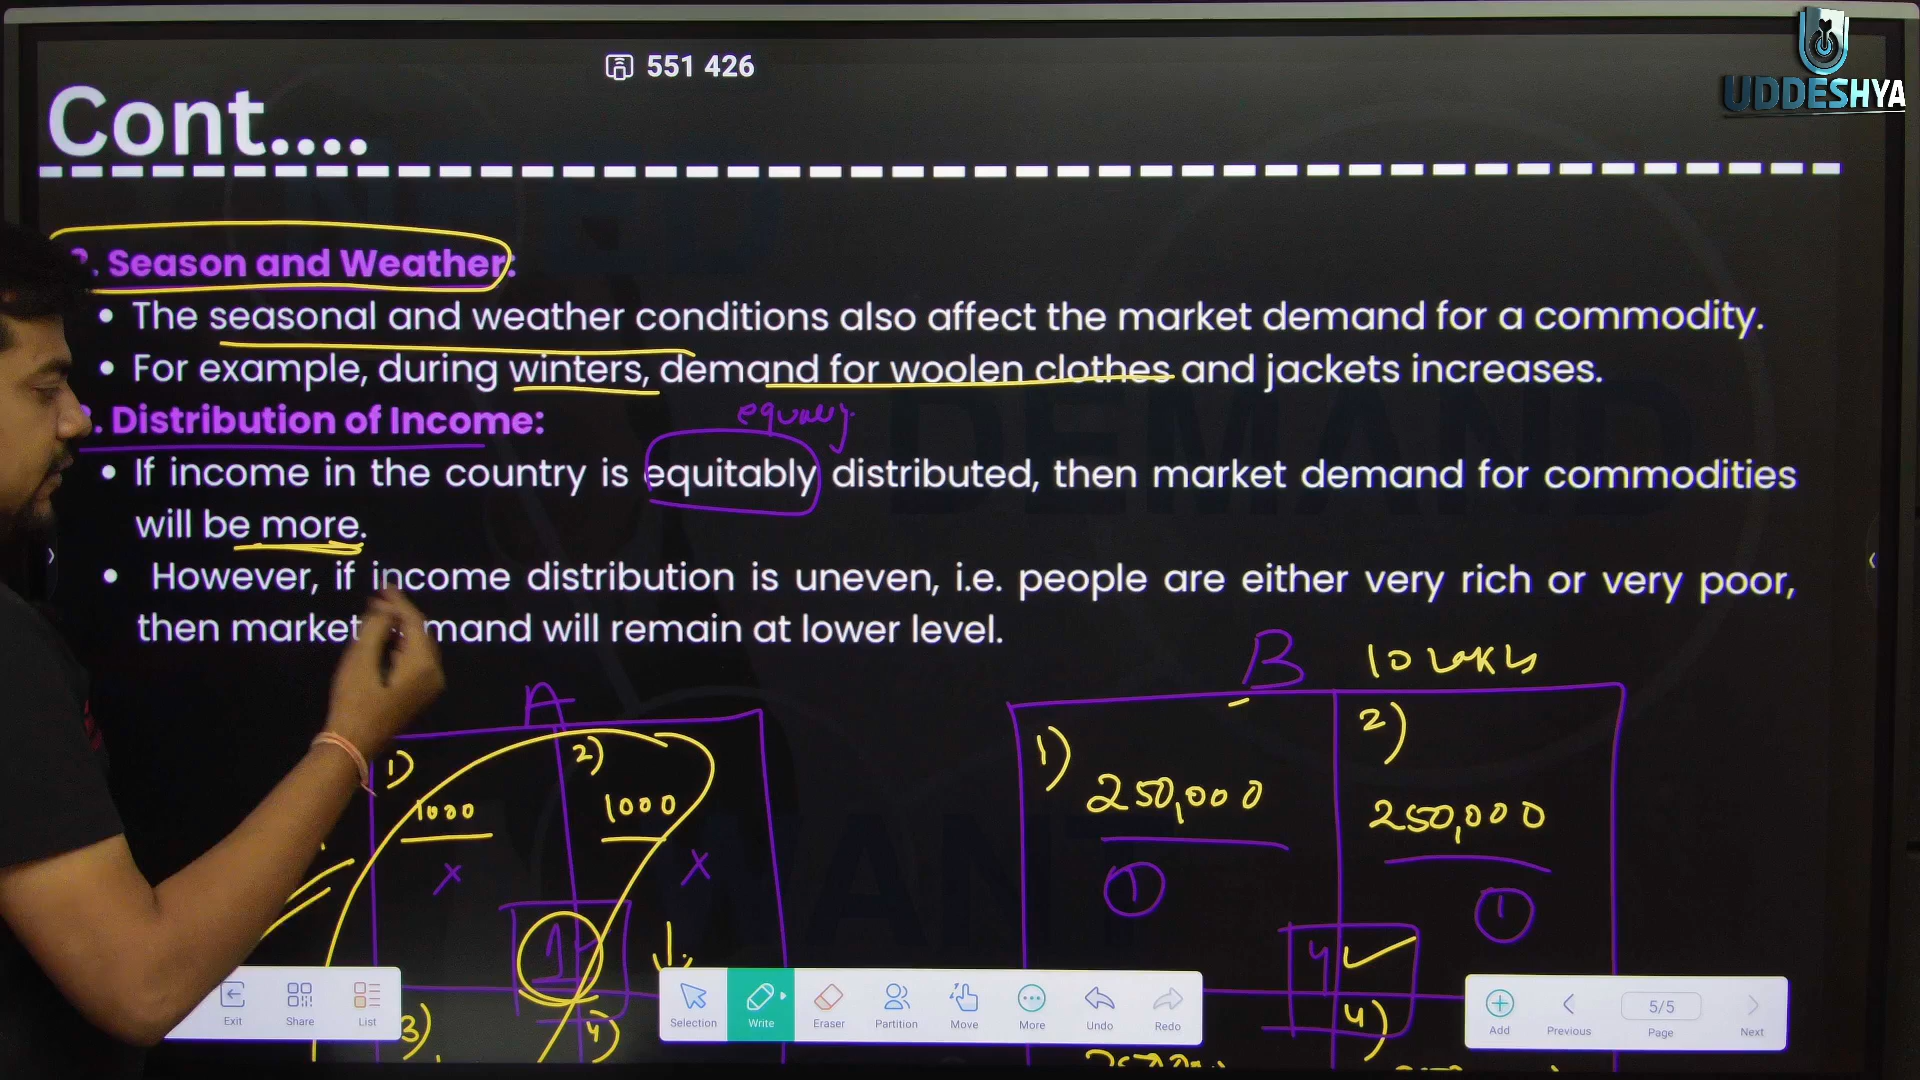 551 426
UDDESHYA
Cont....
. Season and Weather:
• The seasonal and weather conditions also affect the market demand for a commodity.
• For example, during winters, demand for woolen clothes and jackets increases.
. Distribution of Income:
equally
• If income in the country is equitably distributed, then market demand for commodities
will be more.
• However, if income distribution is uneven, i.e. people are either very rich or very poor,
then market mand will remain at lower level.
A
B 10 lakhs
1) 2)
1000 1000
x x
1) 2)
250,000 250,000
1 1
1
4
3) 4)
4)
Exit Share List
Selection Write Eraser Partition Move More Undo Redo
Add Previous 5/5 Page Next